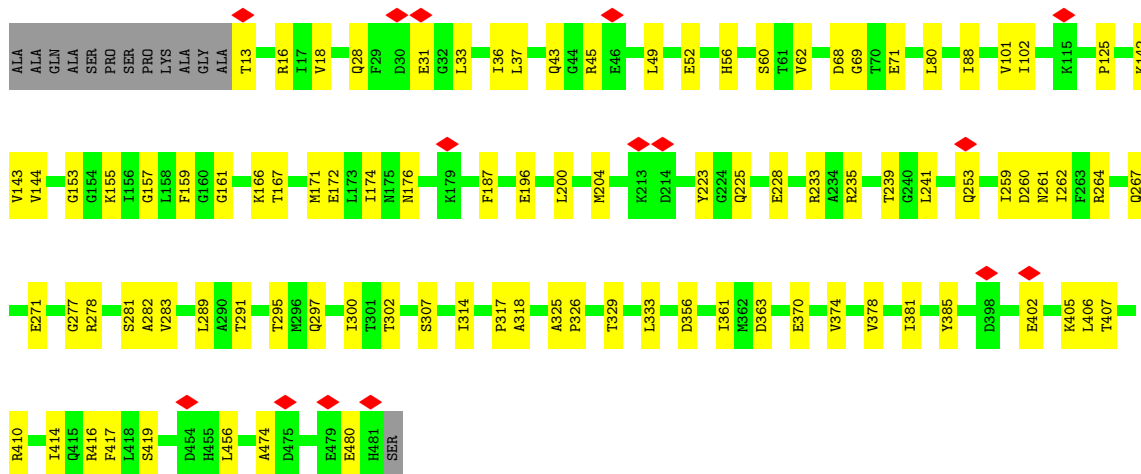 ALA ALA GLN ALA SER PRO SER PRO LYS ALA GLY ALA T13 R16 I17 V18 Q28 F29 D30 E31 G32 L33 I36 L37 Q43 G44 R45 E46 L49 E52 H56 S60 T61 V62 D68 G69 T70 E71 L80 I88 V101 I102 K115 P125 K142
V143 V144 G153 G154 K155 I156 G157 L158 F159 G160 G161 K166 T167 M171 E172 L173 I174 N175 N176 K179 F187 E196 L200 M204 K213 D214 Y223 G224 Q225 E228 R233 A234 R235 T239 G240 L241 Q253 I259 D260 N261 I262 F263 R264 Q267
E271 G277 R278 S281 A282 V283 L289 A290 T291 T295 M296 Q297 I300 T301 T302 S307 I314 P317 A318 A325 P326 T329 L333 D356 I361 M362 D363 E370 V374 V378 I381 Y385 D398 E402 K405 L406 T407
R410 I414 Q415 R416 F417 L418 S419 D454 H455 L456 A474 D475 E479 E480 H481 SER